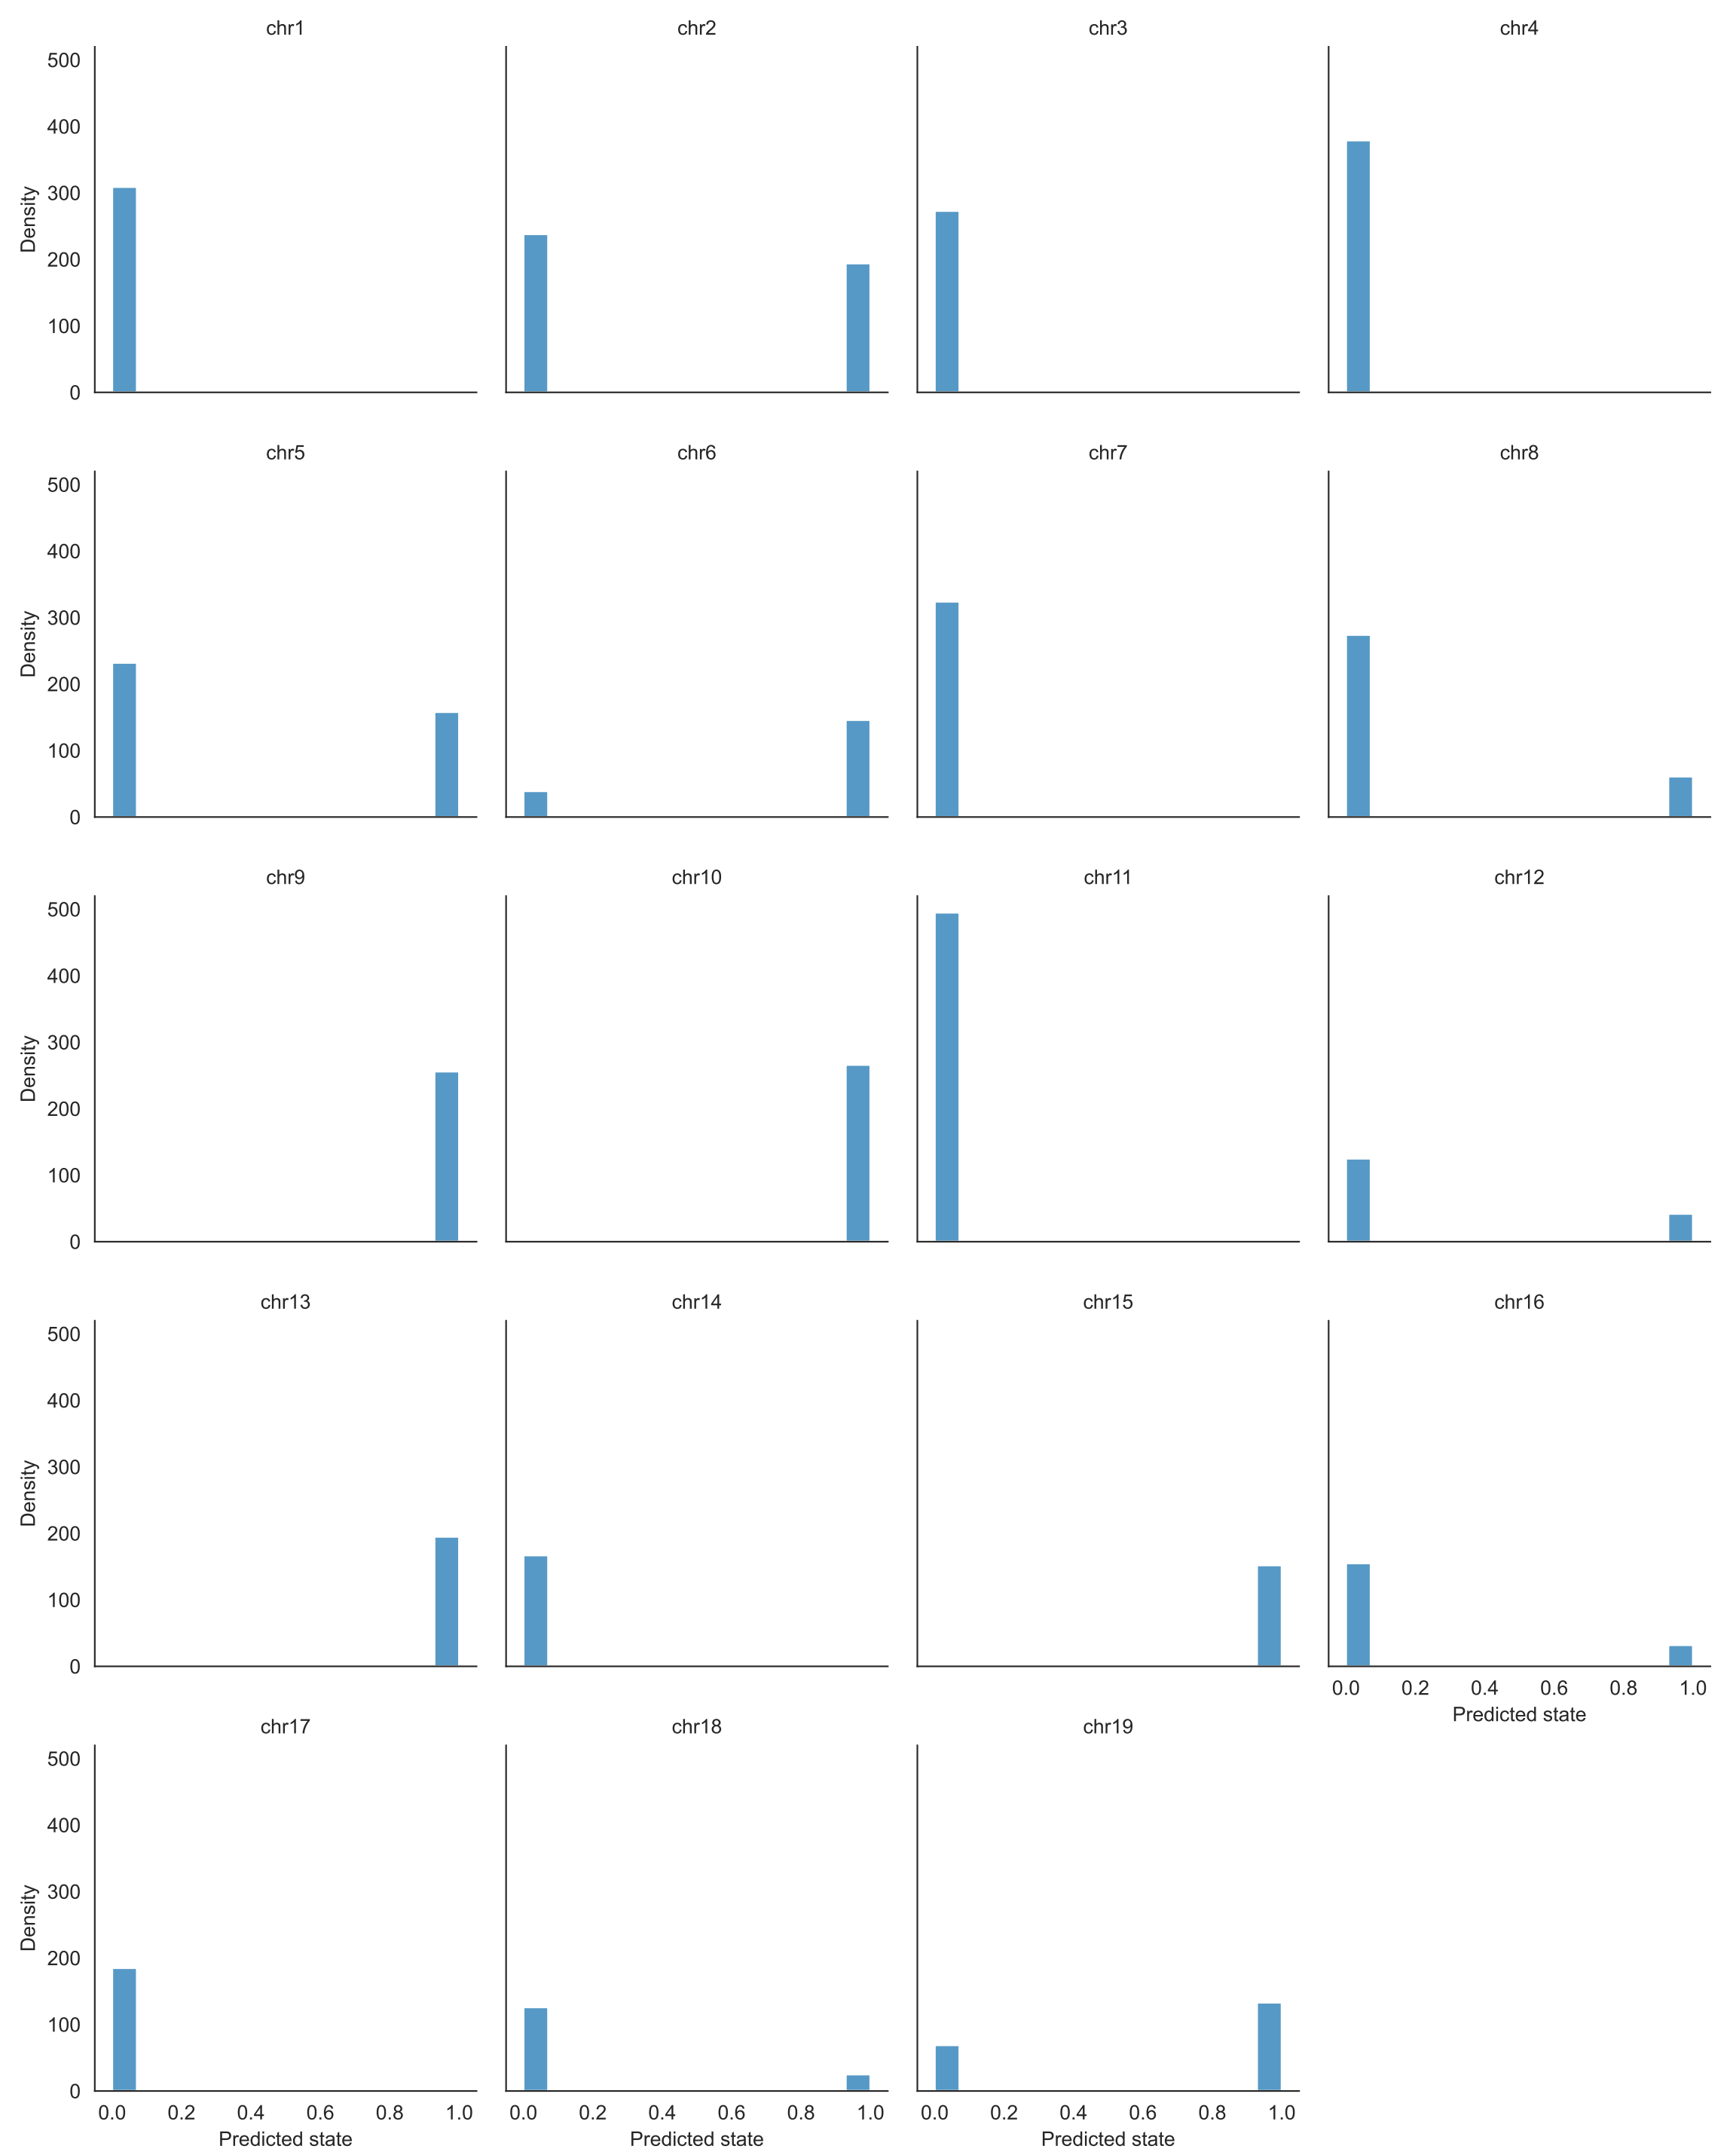 chr1 chr2 chr3 chr4
500
400
300
200
100
0
Density
chr5 chr6 chr7 chr8
500
400
300
200
100
0
Density
chr9 chr10 chr11 chr12
500
400
300
200
100
0
Density
chr13 chr14 chr15 chr16
500
400
300
200
100
0
Density
0.0 0.2 0.4 0.6 0.8 1.0
Predicted state
chr17 chr18 chr19
500
400
300
200
100
0
Density
0.0 0.2 0.4 0.6 0.8 1.0 0.0 0.2 0.4 0.6 0.8 1.0 0.0 0.2 0.4 0.6 0.8 1.0
Predicted state Predicted state Predicted state